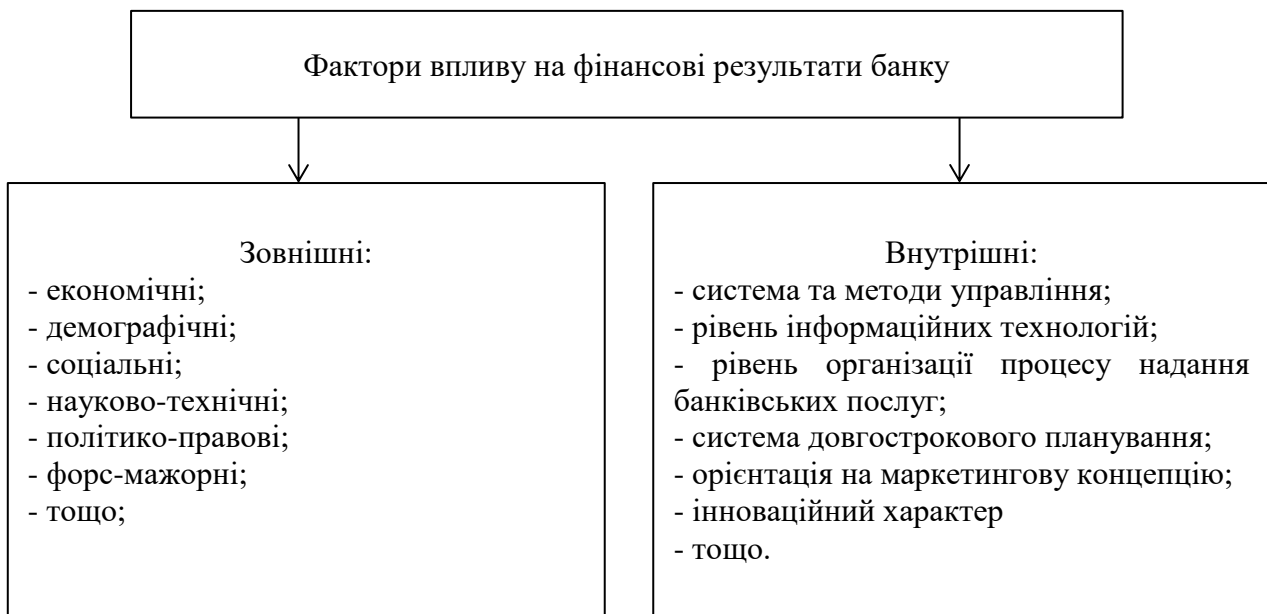 Фактори впливу на фінансові результати банку
Зовнішні:
- економічні;
- демографічні;
- соціальні;
- науково-технічні;
- політико-правові;
- форс-мажорні;
- тощо;
Внутрішні:
- система та методи управління;
- рівень інформаційних технологій;
- рівень організації процесу надання
банківських послуг;
- система довгострокового планування;
- орієнтація на маркетингову концепцію;
- інноваційний характер
- тощо.